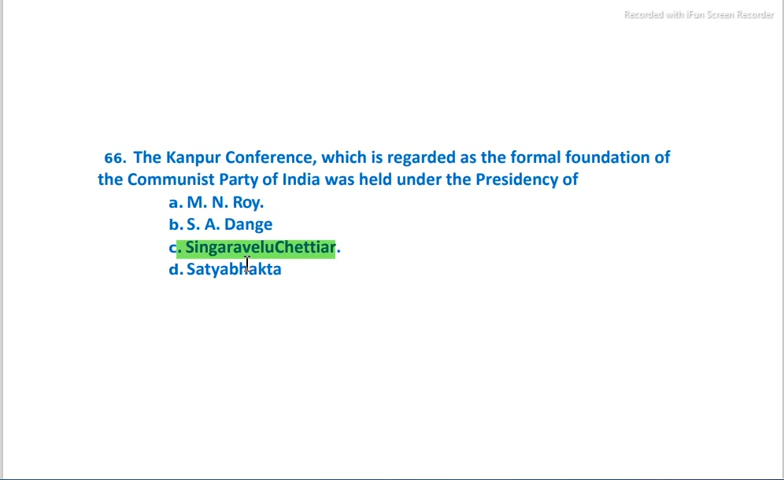 Recorded with iFun Screen Recorder
66. The Kanpur Conference, which is regarded as the formal foundation of
the Communist Party of India was held under the Presidency of
a. M. N. Roy.
b. S. A. Dange
c. SingaraveluChettiar.
d. Satyabhakta